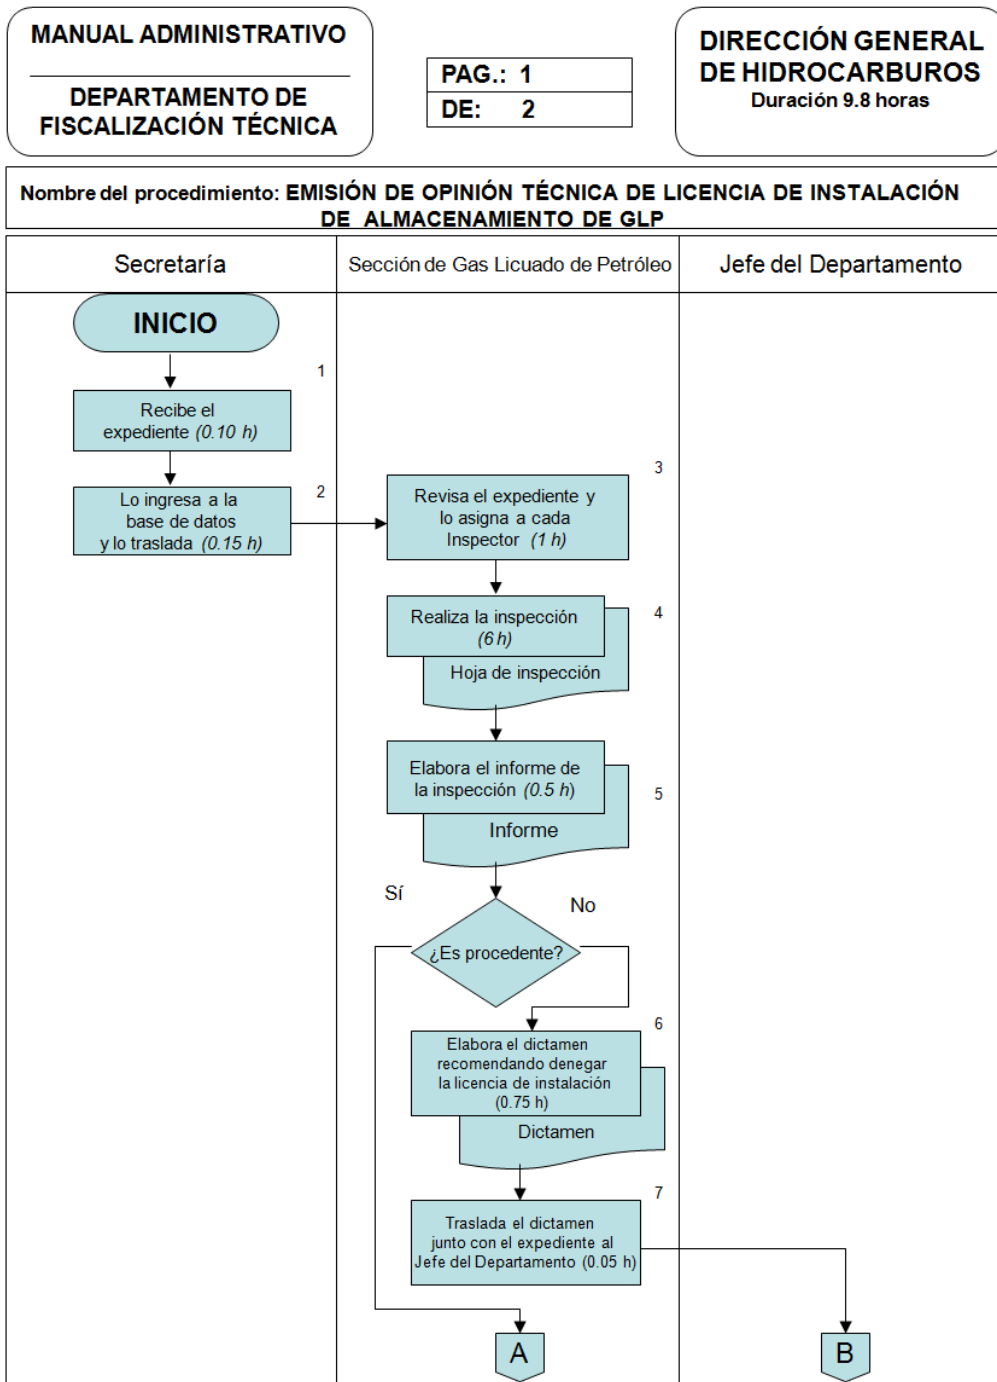 MANUAL ADMINISTRATIVO
DEPARTAMENTO DE
FISCALIZACIÓN TÉCNICA
PAG.: 1
DE: 2
DIRECCIÓN GENERAL
DE HIDROCARBUROS
Duración 9.8 horas
Nombre del procedimiento: EMISIÓN DE OPINIÓN TÉCNICA DE LICENCIA DE INSTALACIÓN
DE ALMACENAMIENTO DE GLP
Secretaría
Sección de Gas Licuado de Petróleo
Jefe del Departamento
INICIO
1
Recibe el
expediente (0.10 h)
2
Lo ingresa a la
base de datos
y lo traslada (0.15 h)
3
Revisa el expediente y
lo asigna a cada
Inspector (1 h)
4
Realiza la inspección
(6 h)
Hoja de inspección
Elabora el informe de
la inspección (0.5 h)
5
Informe
Sí
No
¿Es procedente?
6
Elabora el dictamen
recomendando denegar
la licencia de instalación
(0.75 h)
Dictamen
7
Traslada el dictamen
junto con el expediente al
Jefe del Departamento (0.05 h)
A
B